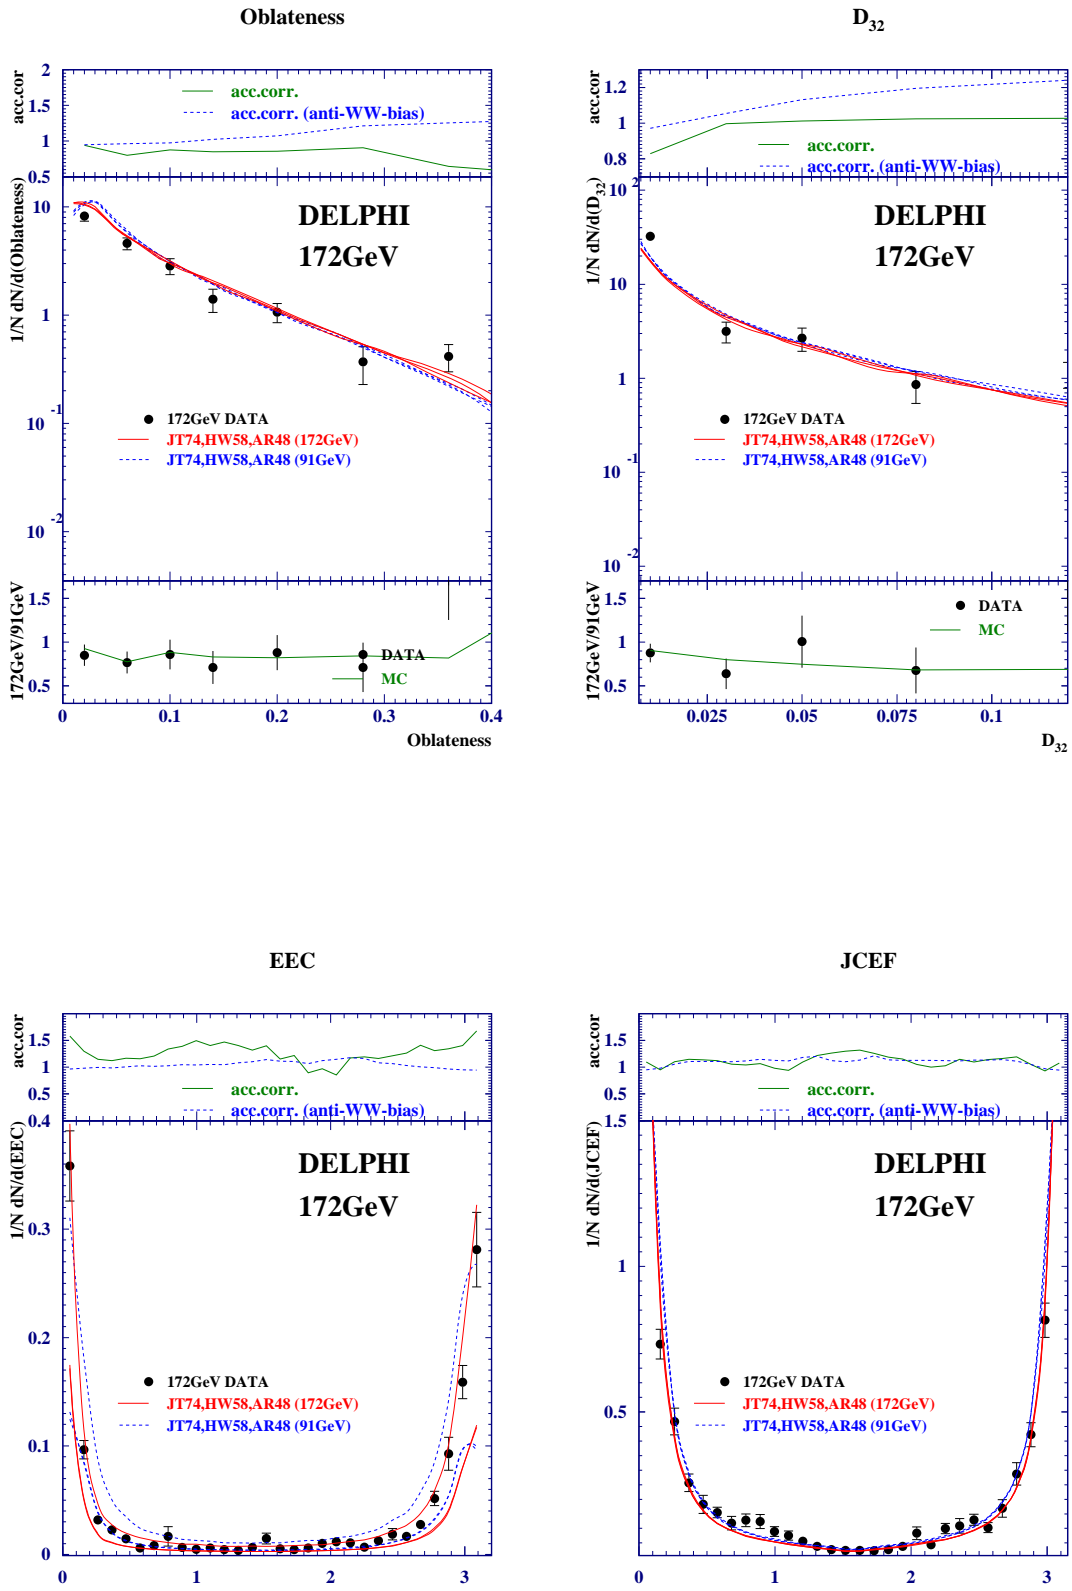 Oblateness
acc.cor
2
1.5
1
0.5
acc.corr.
acc.corr. (anti-WW-bias)
1/N dN/d(Oblateness)
10
1
10 -1
10 -2
DELPHI
172GeV
172GeV DATA
JT74,HW58,AR48 (172GeV)
JT74,HW58,AR48 (91GeV)
172GeV/91GeV
1.5
1
0.5
DATA
MC
0 0.1 0.2 0.3 0.4
Oblateness
D32
acc.cor
1.2
1
0.8
acc.corr.
acc.corr. (anti-WW-bias)
1/N dN/d(D32)
10 2
10
1
10 -1
10 -2
DELPHI
172GeV
172GeV DATA
JT74,HW58,AR48 (172GeV)
JT74,HW58,AR48 (91GeV)
172GeV/91GeV
1.5
1
0.5
DATA
MC
0.025 0.05 0.075 0.1
D32
EEC
acc.cor
1.5
1
0.5
acc.corr.
acc.corr. (anti-WW-bias)
1/N dN/d(EEC)
0.4
0.3
0.2
0.1
0
DELPHI
172GeV
172GeV DATA
JT74,HW58,AR48 (172GeV)
JT74,HW58,AR48 (91GeV)
0 1 2 3
JCEF
acc.cor
1.5
1
0.5
acc.corr.
acc.corr. (anti-WW-bias)
1/N dN/d(JCEF)
1.5
1
0.5
DELPHI
172GeV
172GeV DATA
JT74,HW58,AR48 (172GeV)
JT74,HW58,AR48 (91GeV)
0 1 2 3